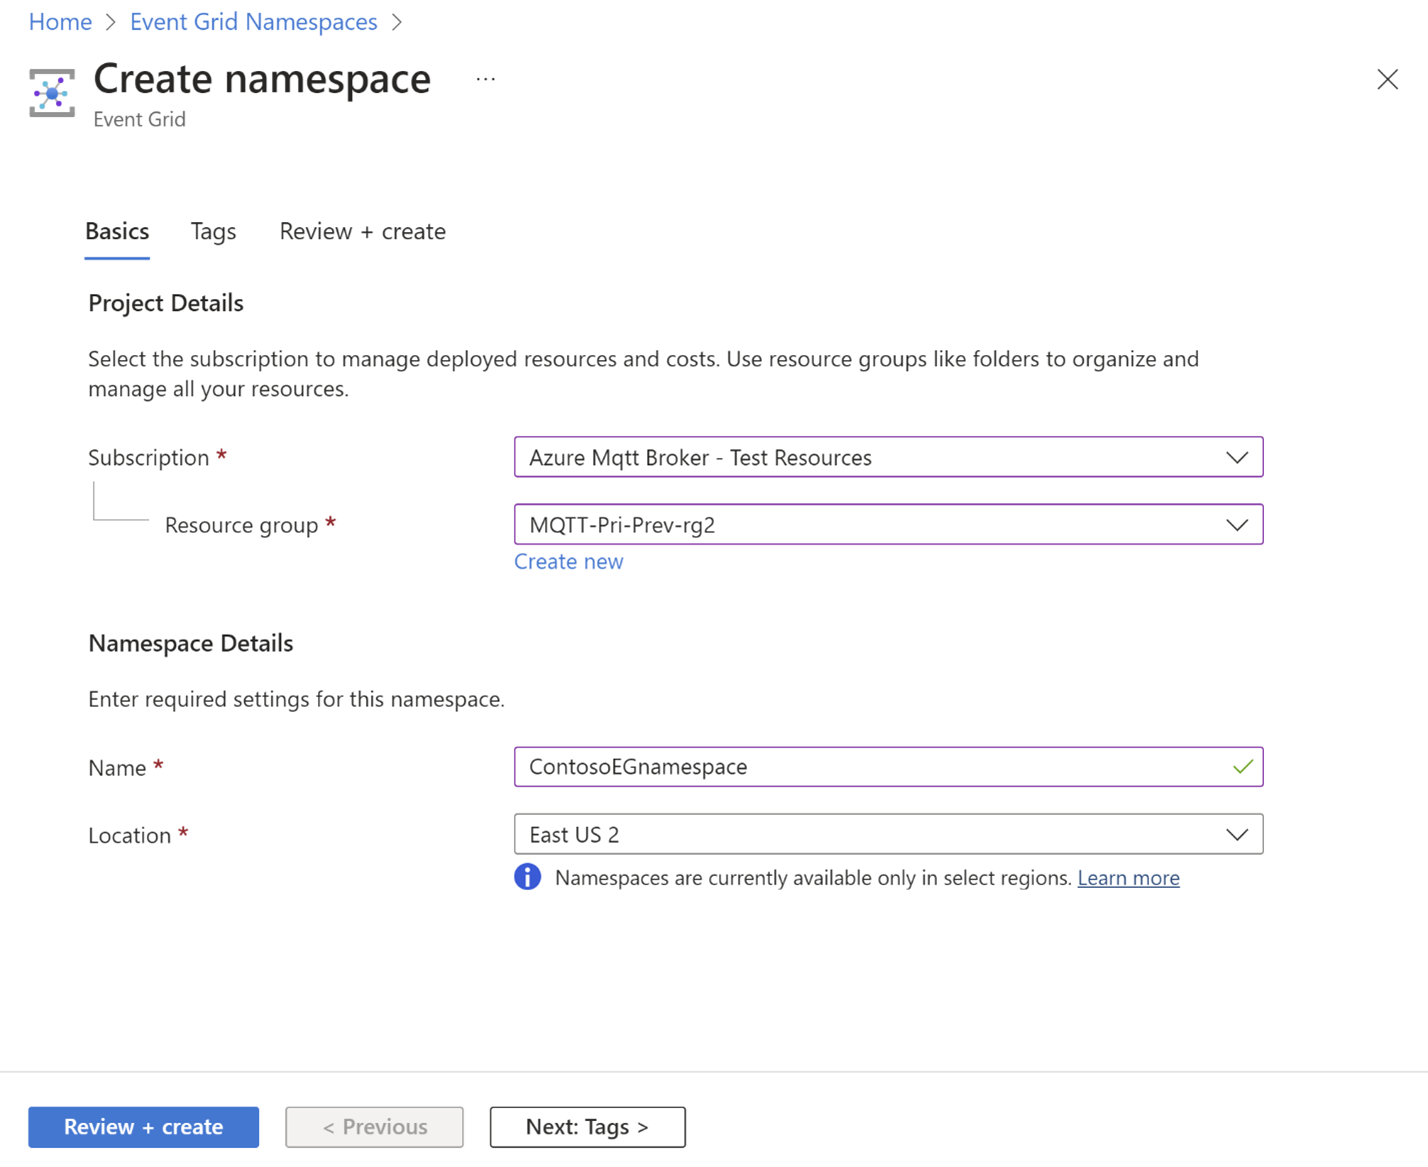 Home > Event Grid Namespaces >
Create namespace ...
Event Grid
Basics Tags Review + create
Project Details
Select the subscription to manage deployed resources and costs. Use resource groups like folders to organize and
manage all your resources.
Subscription * Azure Mqtt Broker - Test Resources
Resource group * MQTT-Pri-Prev-rg2
Create new
Namespace Details
Enter required settings for this namespace.
Name * ContosoEGnamespace
Location * East US 2
Namespaces are currently available only in select regions. Learn more
Review + create < Previous Next: Tags >